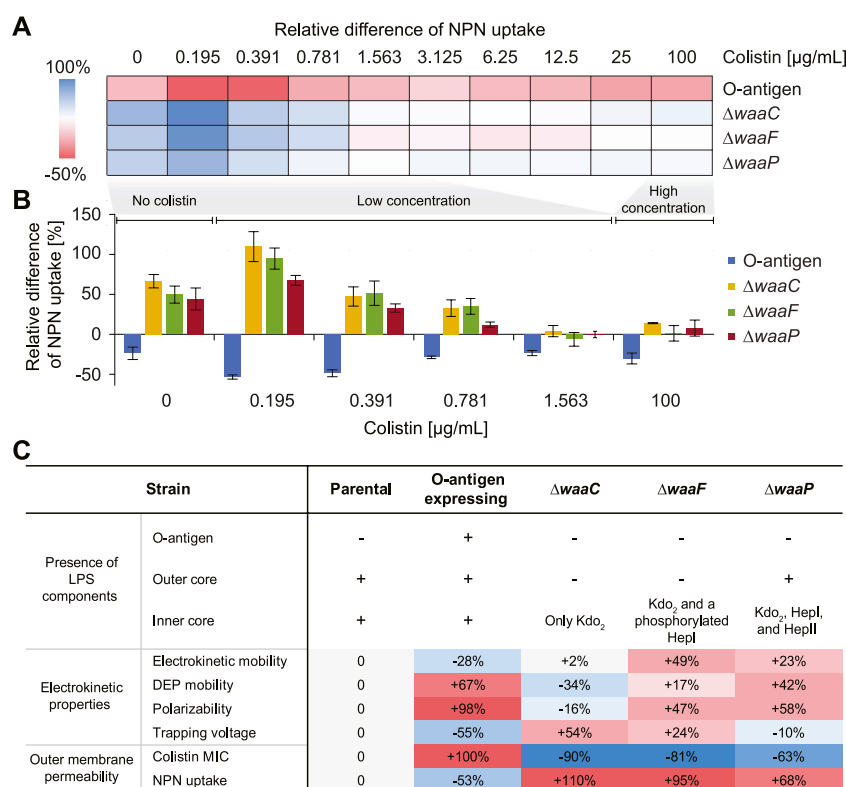 A
Relative difference of NPN uptake
0 0.195 0.391 0.781 1.563 3.125 6.25 12.5 25 100 Colistin [µg/mL]
100%
-50%
O-antigen
ΔwaaC
ΔwaaF
ΔwaaP
B
No colistin
Low concentration
High
concentration
Relative difference
of NPN uptake [%]
150
100
50
0
-50
0 0.195 0.391 0.781 1.563 100
Colistin [µg/mL]
O-antigen
ΔwaaC
ΔwaaF
ΔwaaP
C
Strain Parental O-antigen expressing ΔwaaC ΔwaaF ΔwaaP
Presence of
LPS
components
O-antigen - + - - -
Outer core + + - - +
Inner core + + Only Kdo₂ Kdo₂ and a phosphorylated HepI Kdo₂, HepI, and HepII
Electrokinetic
properties
Electrokinetic mobility 0 -28% +2% +49% +23%
DEP mobility 0 +67% -34% +17% +42%
Polarizability 0 +98% -16% +47% +58%
Trapping voltage 0 -55% +54% +24% -10%
Outer membrane
permeability
Colistin MIC 0 +100% -90% -81% -63%
NPN uptake 0 -53% +110% +95% +68%